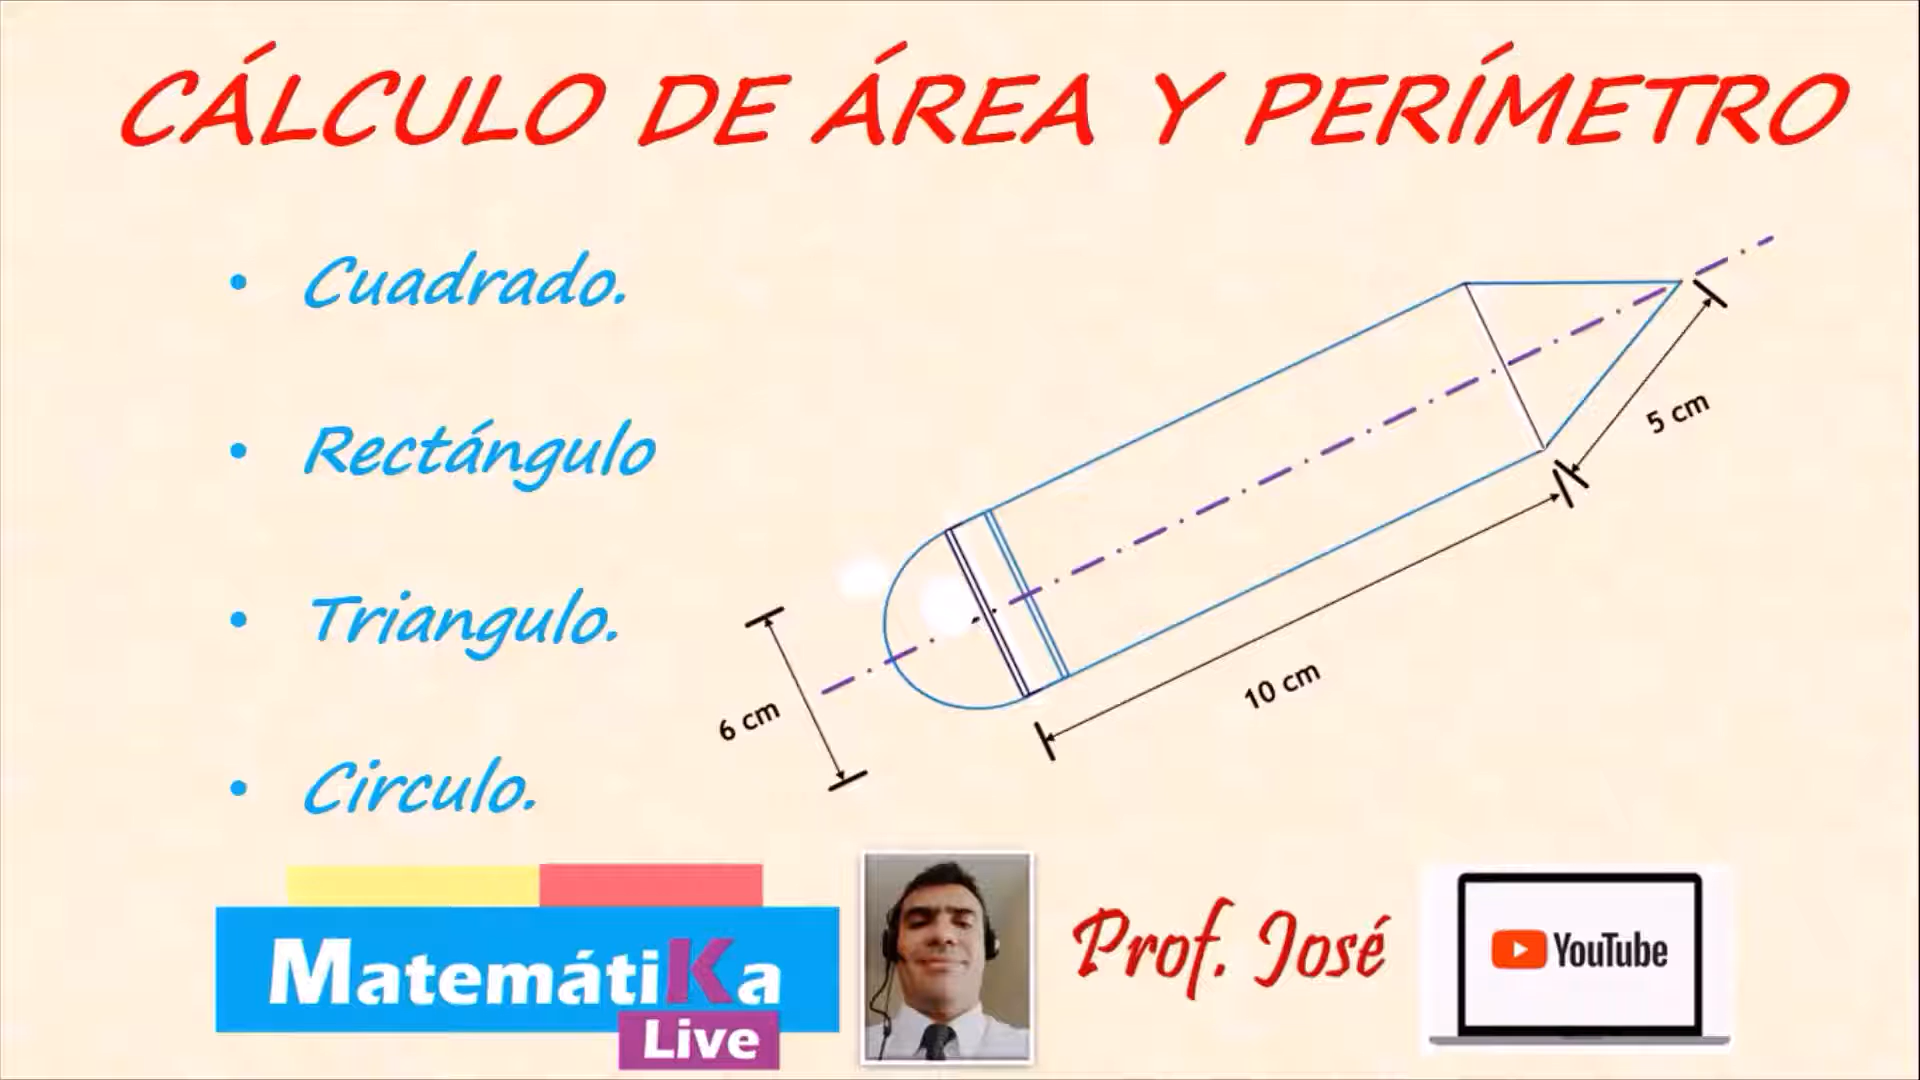 CÁLCULO DE ÁREA Y PERÍMETRO
• Cuadrado.
• Rectángulo
• Triangulo.
• Circulo.
5 cm
10 cm
6 cm
MatemátiKa
Live
Prof. José
YouTube